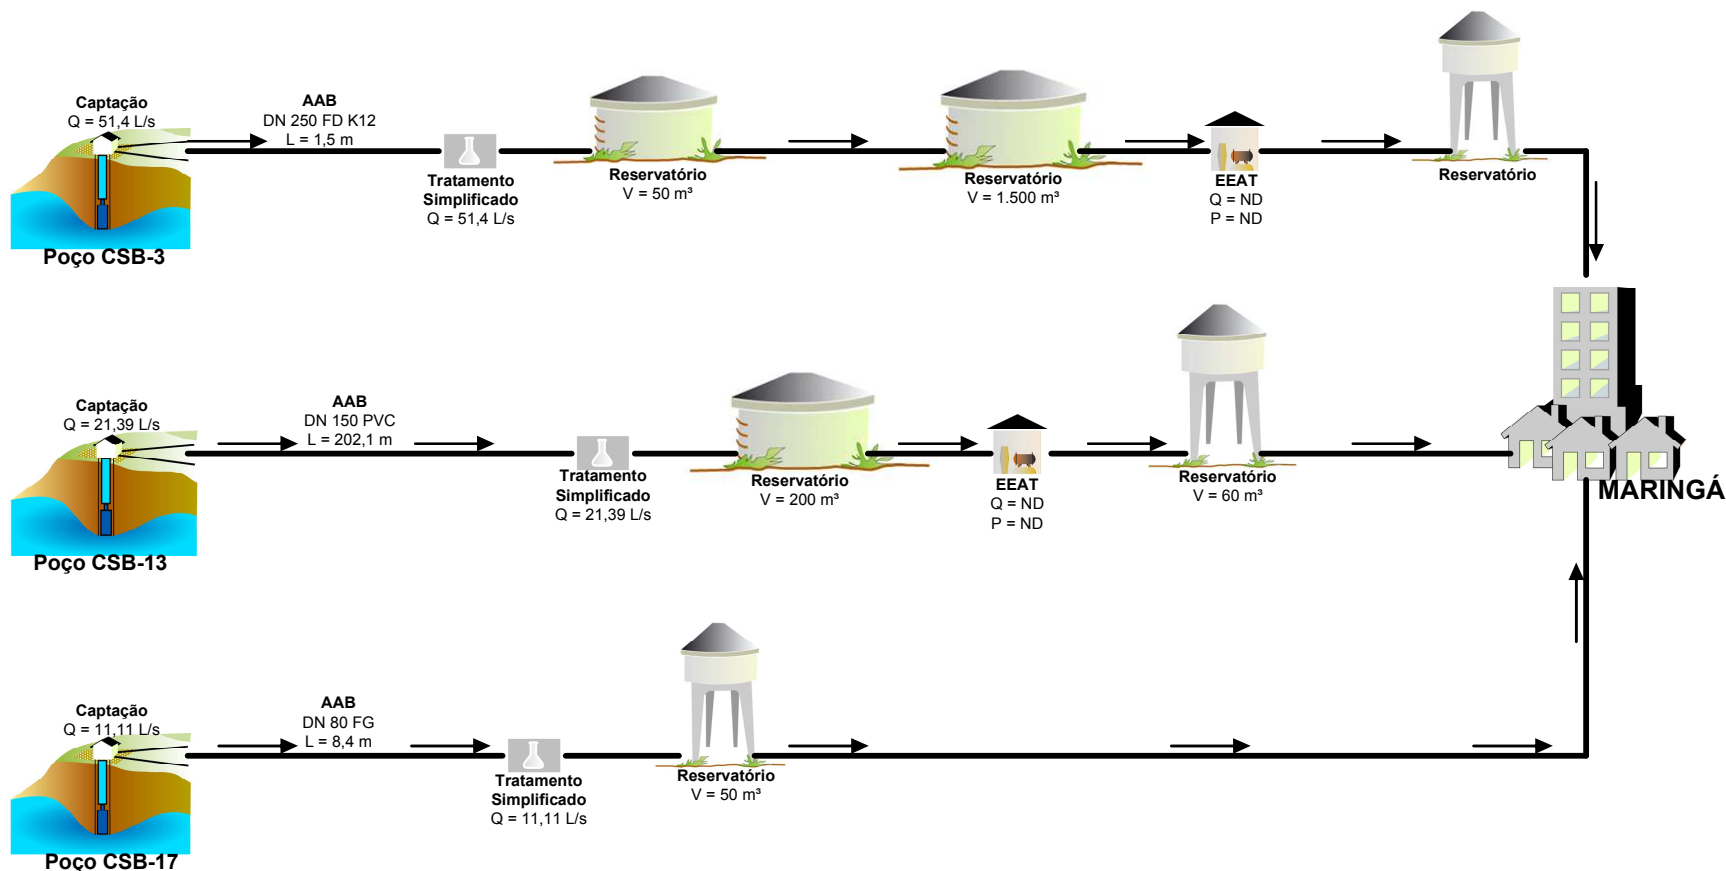 Captação
Q = 51,4 L/s
AAB
DN 250 FD K12
L = 1,5 m
Tratamento
Simplificado
Q = 51,4 L/s
Reservatório
V = 50 m³
Reservatório
V = 1.500 m³
EEAT
Q = ND
P = ND
Reservatório
Poço CSB-3
Captação
Q = 21,39 L/s
AAB
DN 150 PVC
L = 202,1 m
Tratamento
Simplificado
Q = 21,39 L/s
Reservatório
V = 200 m³
EEAT
Q = ND
P = ND
Reservatório
V = 60 m³
MARINGÁ
Poço CSB-13
Captação
Q = 11,11 L/s
AAB
DN 80 FG
L = 8,4 m
Tratamento
Simplificado
Q = 11,11 L/s
Reservatório
V = 50 m³
Poço CSB-17